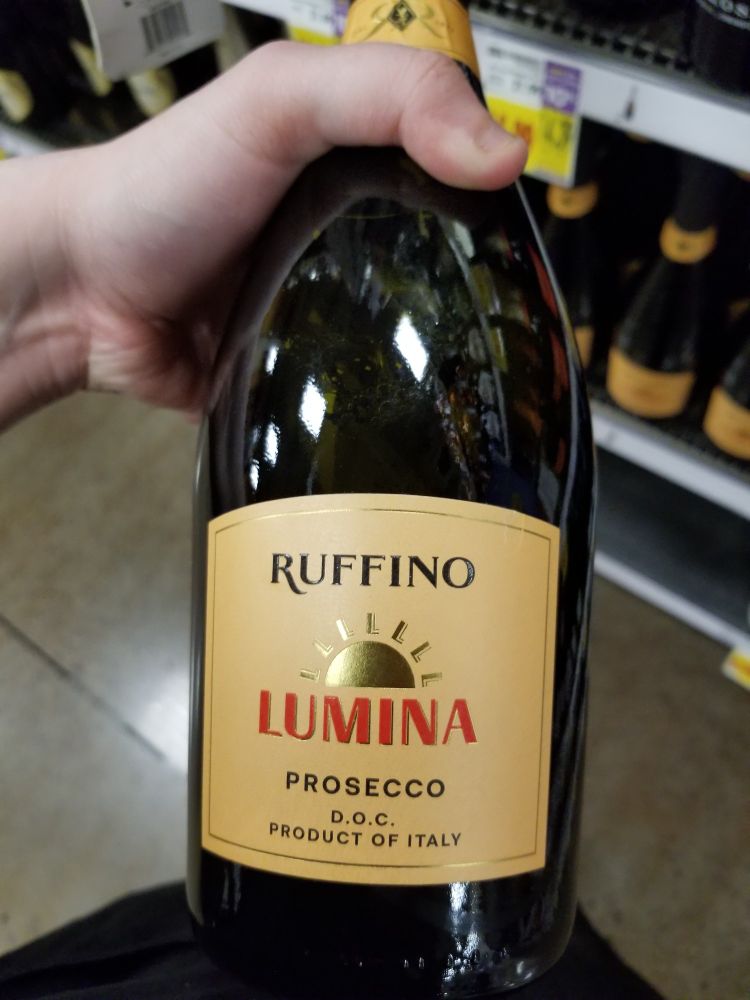 RUFFINO
LUMINA
PROSECCO
D.O.C.
PRODUCT OF ITALY